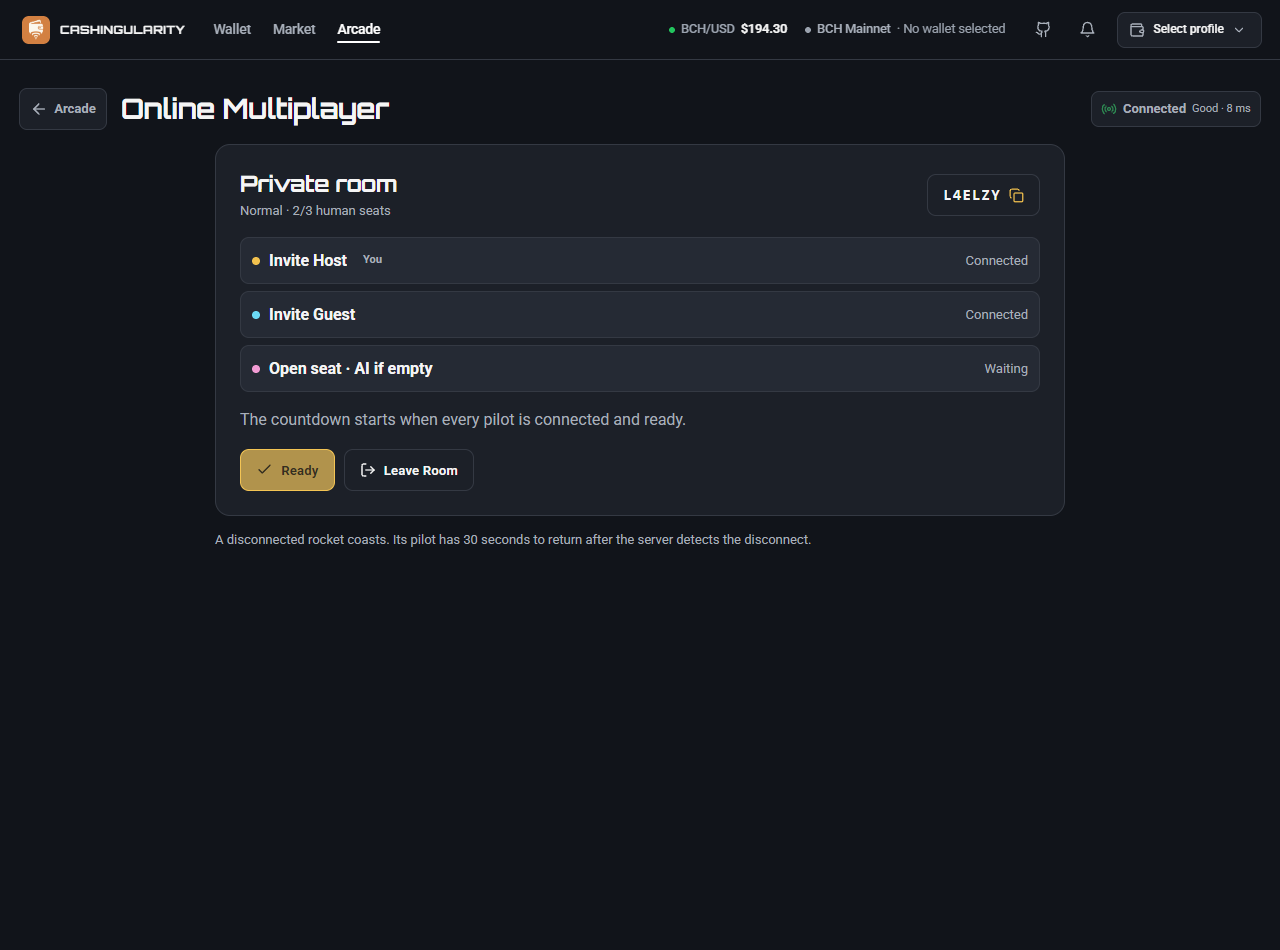 CASHINGULARITY Wallet Market Arcade BCH/USD $194.30 BCH Mainnet · No wallet selected Select profile
Arcade Online Multiplayer Connected Good · 8 ms
Private room
Normal · 2/3 human seats
L4ELZY
Invite Host You Connected
Invite Guest Connected
Open seat · AI if empty Waiting
The countdown starts when every pilot is connected and ready.
Ready Leave Room
A disconnected rocket coasts. Its pilot has 30 seconds to return after the server detects the disconnect.